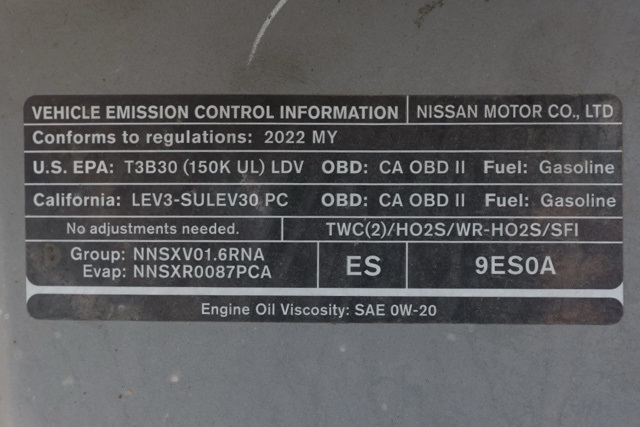 VEHICLE EMISSION CONTROL INFORMATION NISSAN MOTOR CO., LTD
Conforms to regulations: 2022 MY
U.S. EPA: T3B30 (150K UL) LDV OBD: CA OBD II Fuel: Gasoline
California: LEV3-SULEV30 PC OBD: CA OBD II Fuel: Gasoline
No adjustments needed. TWC(2)/HO2S/WR-HO2S/SFI
Group: NNSXV01.6RNA
Evap: NNSXR0087PCA
ES
9ES0A
Engine Oil Viscosity: SAE 0W-20